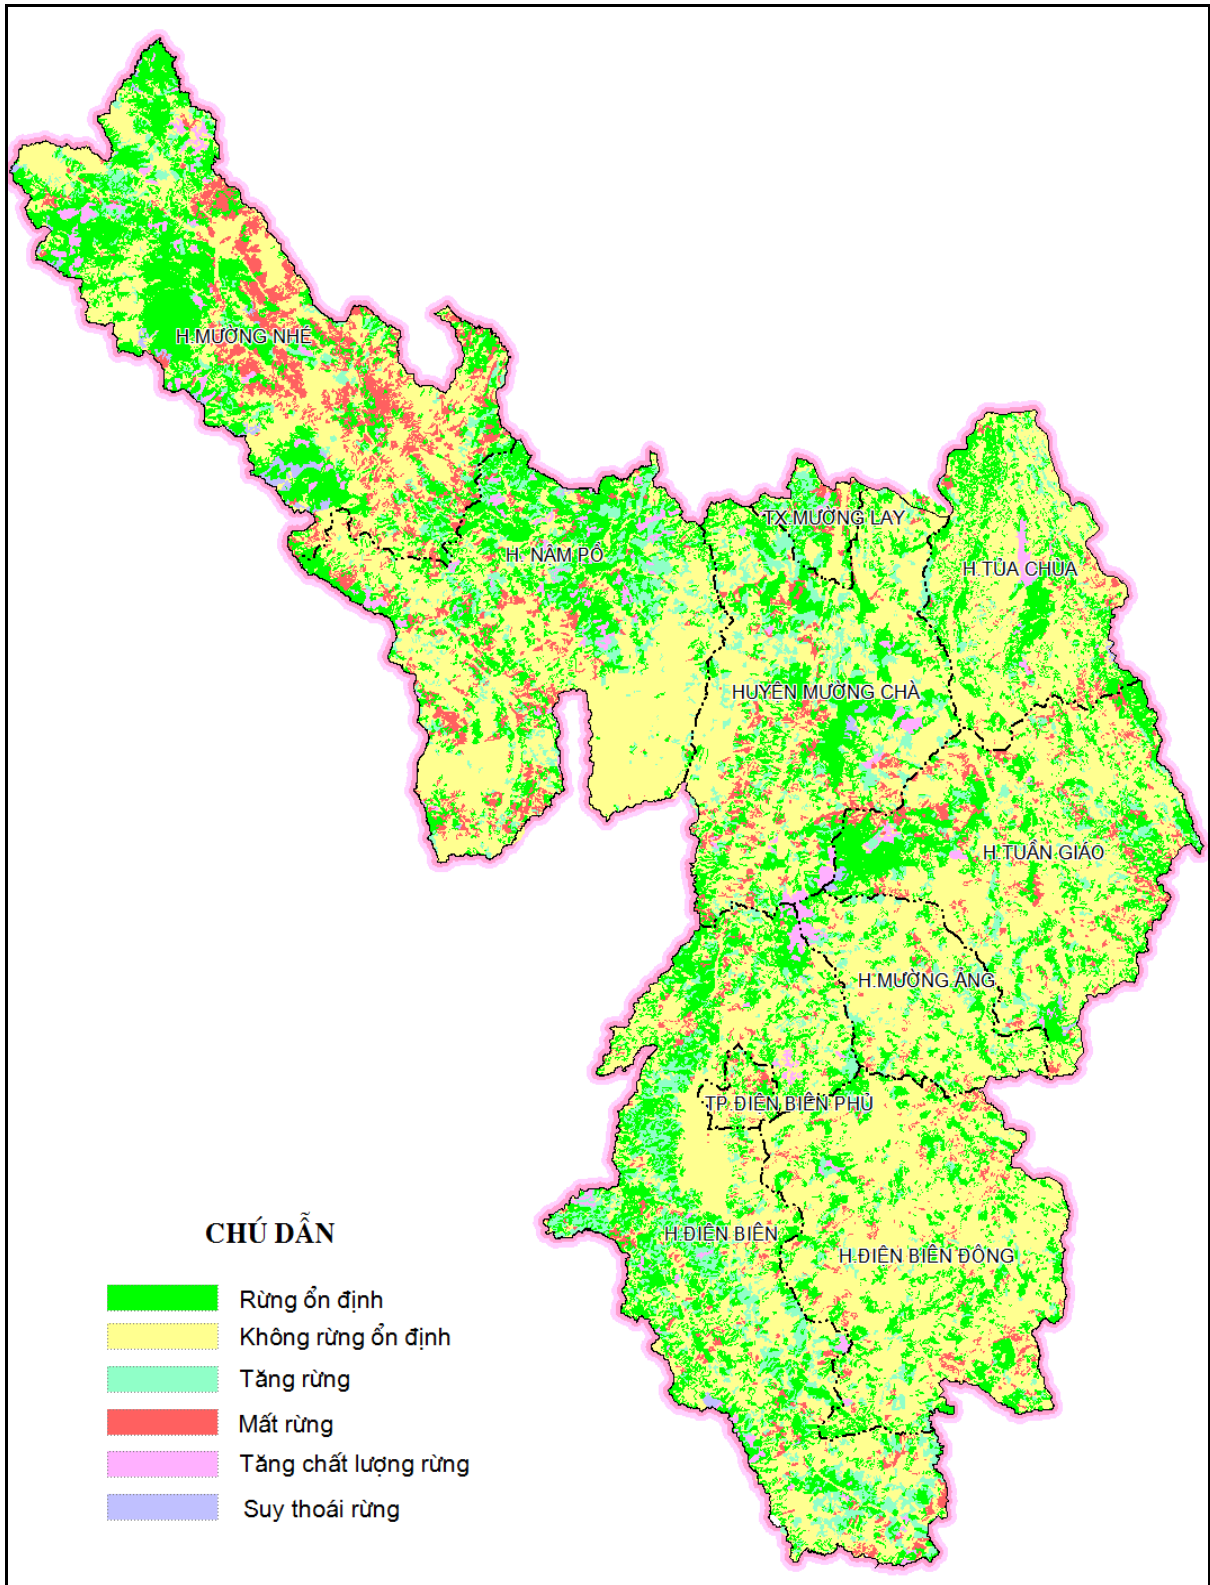 H.MƯỜNG NHÉ
TX.MƯỜNG LAY
H. NẬM PỒ
H.TỦA CHÙA
HUYỆN MƯỜNG CHÀ
H.TUẦN GIÁO
H.MƯỜNG ẢNG
TP.ĐIỆN BIÊN PHỦ
H.ĐIỆN BIÊN
H.ĐIỆN BIÊN ĐÔNG
CHÚ DẪN
Rừng ổn định
Không rừng ổn định
Tăng rừng
Mất rừng
Tăng chất lượng rừng
Suy thoái rừng